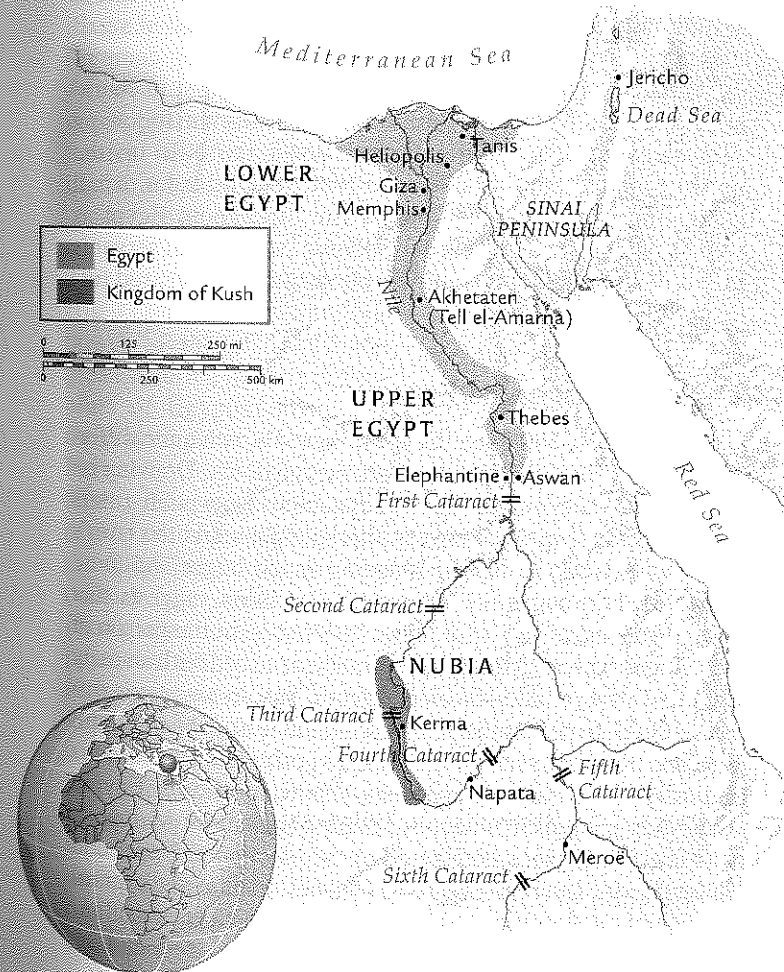 Mediterranean Sea
Jericho
Dead Sea
Tanis
Heliopolis
LOWER
EGYPT
Giza
Memphis
SINAI
PENINSULA
Egypt
Kingdom of Kush
Nile
Akhetaten
(Tell el-Amarna)
0 125 250 mi
0 250 500 km
UPPER
EGYPT
Thebes
Elephantine
Aswan
First Cataract
Red Sea
Second Cataract
NUBIA
Third Cataract
Kerma
Fourth Cataract
Fifth
Cataract
Napata
Meroë
Sixth Cataract